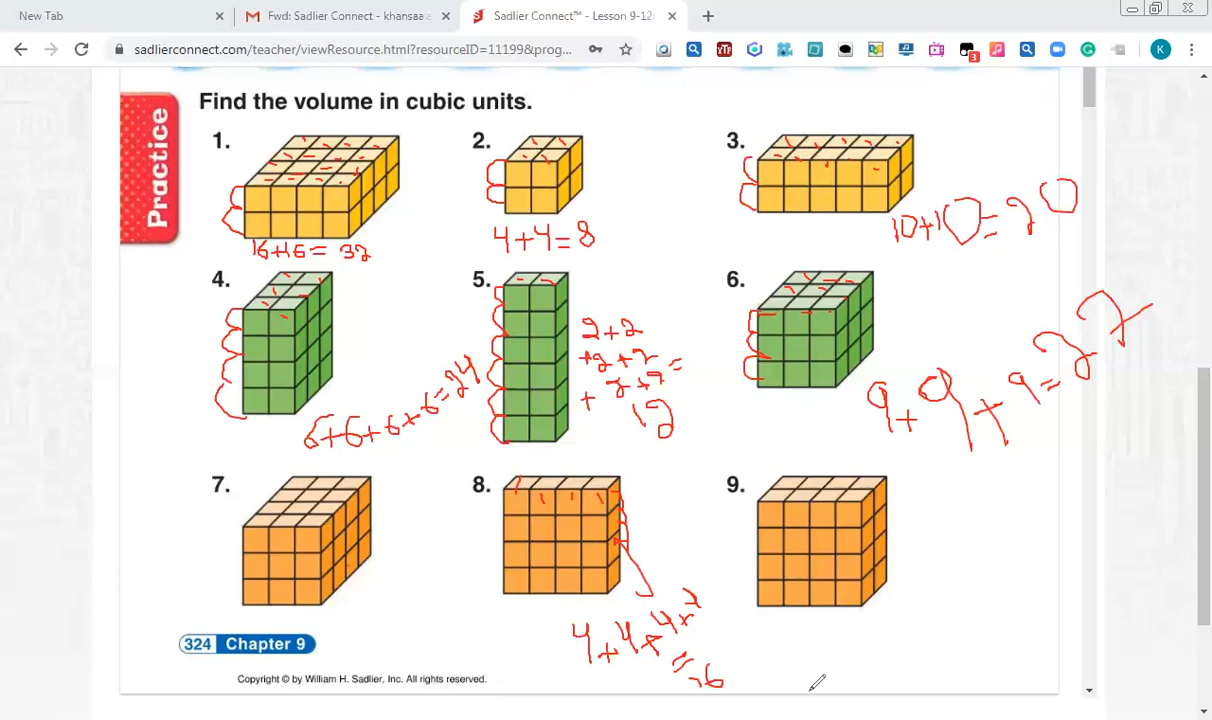 New Tab
Fwd: Sadlier Connect - khansaa
Sadlier Connect™ - Lesson 9-12:
sadlierconnect.com/teacher/viewResource.html?resourceID=11199&prog...
YTP
3
K
Practice
Find the volume in cubic units.
1.
2.
3.
16+16= 32
4+4=8
10+10=20
4.
5.
6.
6+6+6+6=24
2+2
+2+2
+2+2=
12
9+9+9=27
7.
8.
9.
4+4+4+
=16
324 Chapter 9
Copyright © by William H. Sadlier, Inc. All rights reserved.